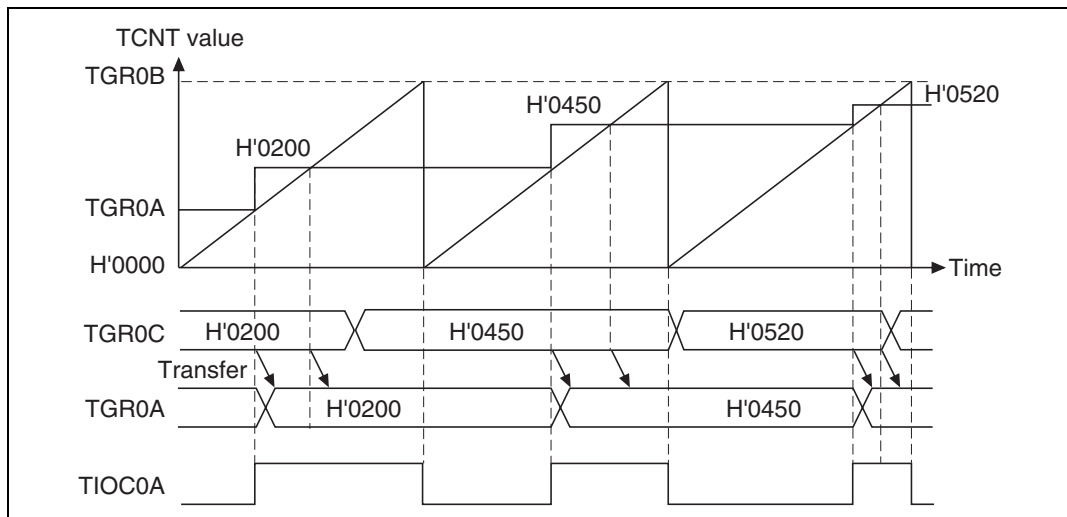 TCNT value
TGR0B
H'0520
H'0450
H'0200
TGR0A
H'0000
Time
TGR0C
H'0200
H'0450
H'0520
Transfer
TGR0A
H'0200
H'0450
TIOC0A